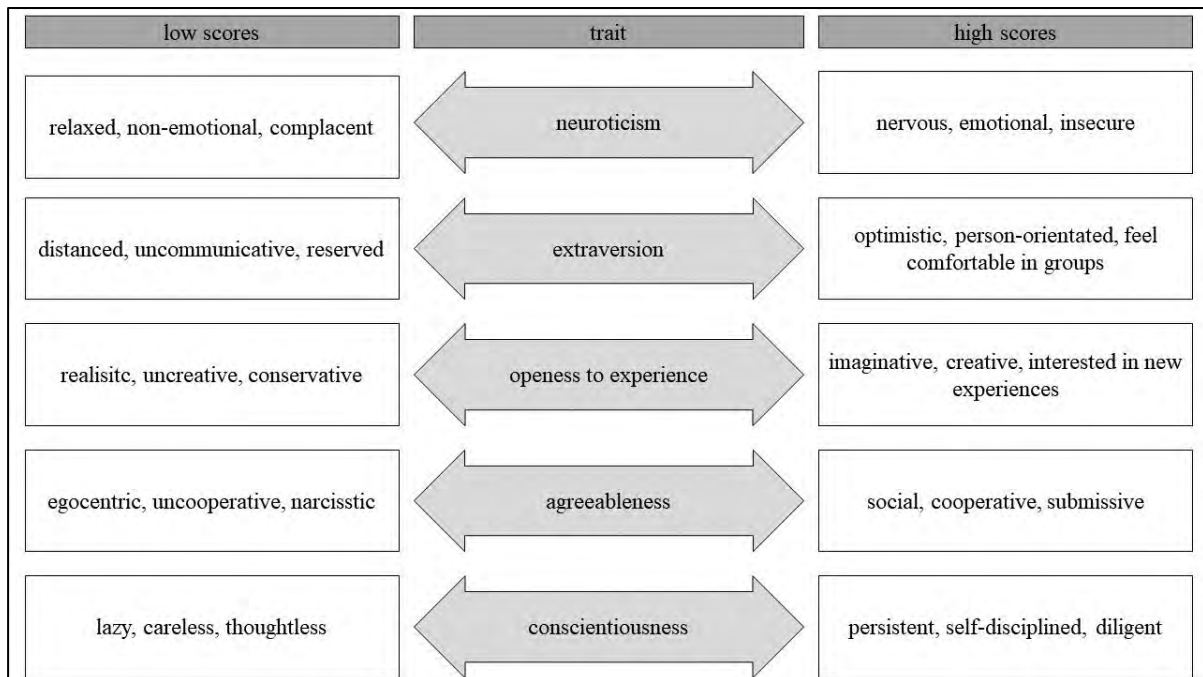 low scores
trait
high scores
relaxed, non-emotional, complacent
neuroticism
nervous, emotional, insecure
distanced, uncommunicative, reserved
extraversion
optimistic, person-orientated, feel
comfortable in groups
realisitc, uncreative, conservative
openess to experience
imaginative, creative, interested in new
experiences
egocentric, uncooperative, narcisstic
agreeableness
social, cooperative, submissive
lazy, careless, thoughtless
conscientiousness
persistent, self-disciplined, diligent